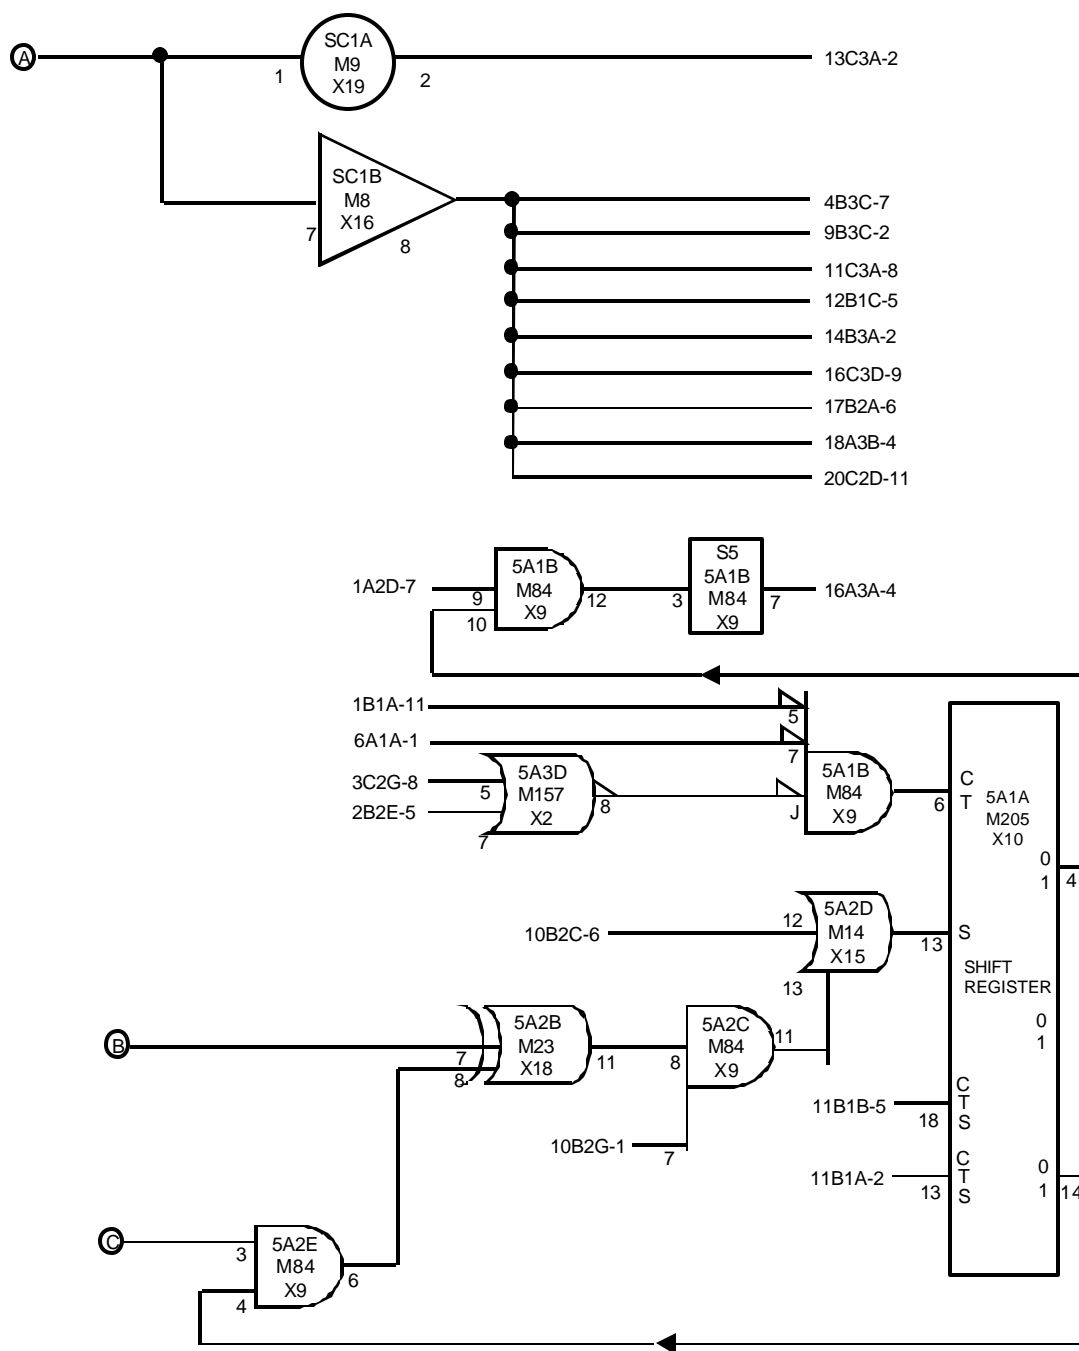 A
SC1A
M9
X19
1
2
13C3A-2
SC1B
M8
X16
7
8
4B3C-7
9B3C-2
11C3A-8
12B1C-5
14B3A-2
16C3D-9
17B2A-6
18A3B-4
20C2D-11
1A2D-7
9
10
5A1B
M84
X9
12
3
S5
5A1B
M84
X9
7
16A3A-4
1B1A-11
5
6A1A-1
7
3C2G-8
5
2B2E-5
7
5A3D
M157
X2
8
J
5A1B
M84
X9
6
C
T
5A1A
M205
X10
0
1
4
10B2C-6
12
13
5A2D
M14
X15
13
S
SHIFT
REGISTER
0
1
B
7
8
5A2B
M23
X18
11
8
5A2C
M84
X9
11
10B2G-1
7
11B1B-5
18
C
T
S
11B1A-2
13
C
T
S
0
1
14
C
3
4
5A2E
M84
X9
6